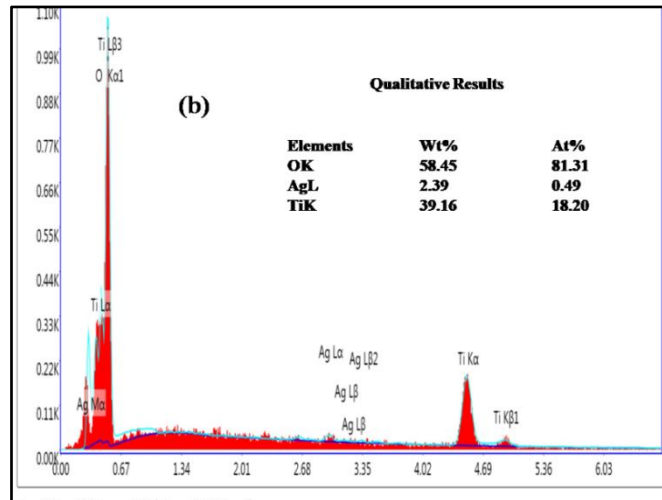 1.10K
0.99K
0.88K
0.77K
0.66K
0.55K
0.44K
0.33K
0.22K
0.11K
0.00K
Ti Lβ3
O Kα1
(b)
Qualitative Results
Elements Wt% At%
OK 58.45 81.31
AgL 2.39 0.49
TiK 39.16 18.20
Ti Lα
Ag Mα
Ag Lα
Ag Lβ2
Ag Lβ
Ag Lβ
Ti Kα
Ti Kβ1
0.00 0.67 1.34 2.01 2.68 3.35 4.02 4.69 5.36 6.03